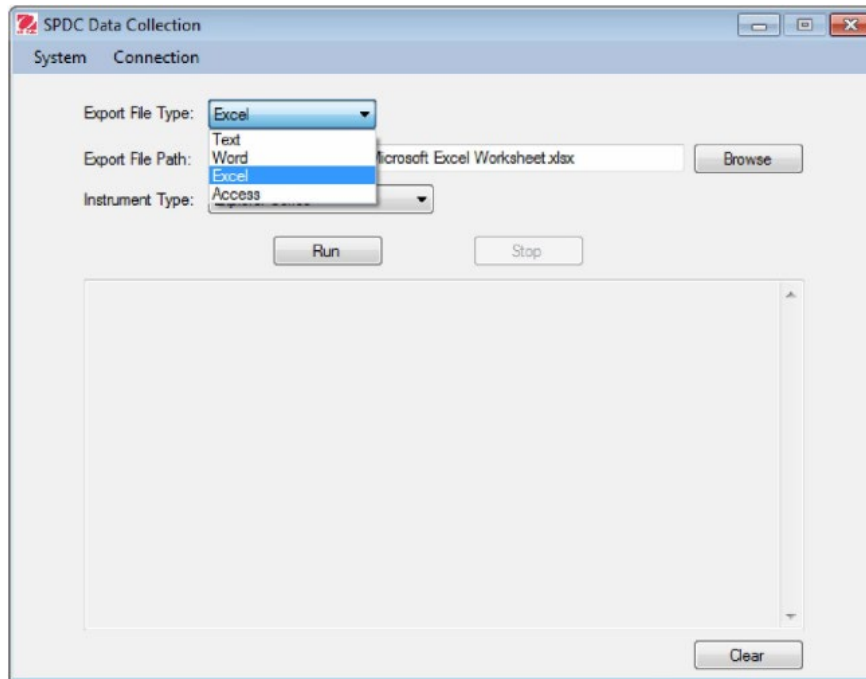 SPDC Data Collection
System Connection
Export File Type: Excel
Text
Word
Excel
Access
Export File Path: Microsoft Excel Worksheet.xlsx Browse
Instrument Type:
Run Stop
Clear